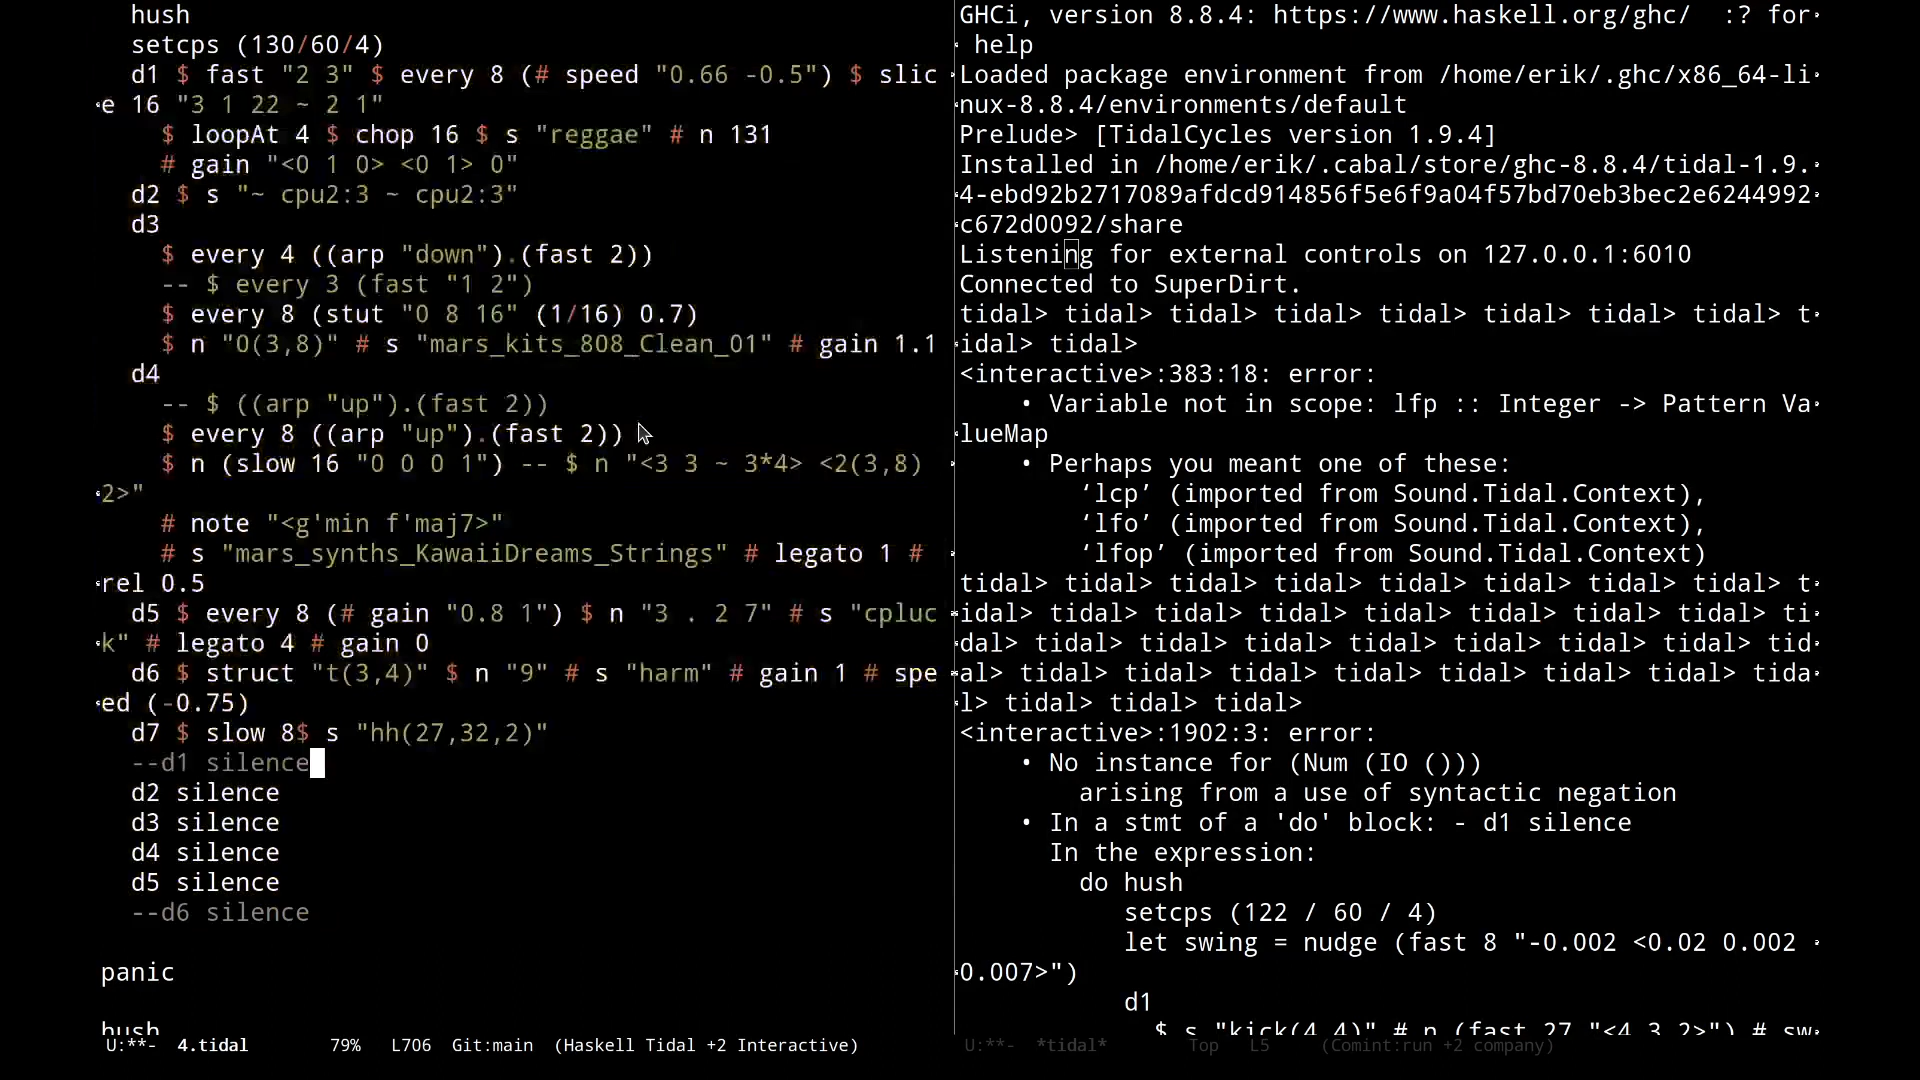 hush
setcps (130/60/4)
d1 $ fast "2 3" $ every 8 (# speed "0.66 -0.5") $ slic
e 16 "3 1 22 ~ 2 1"
$ loopAt 4 $ chop 16 $ s "reggae" # n 131
# gain "<0 1 0> <0 1> 0"
d2 $ s "~ cpu2:3 ~ cpu2:3"
d3
$ every 4 ((arp "down").(fast 2))
-- $ every 3 (fast "1 2")
$ every 8 (stut "0 8 16" (1/16) 0.7)
$ n "0(3,8)" # s "mars_kits_808_Clean_01" # gain 1.1
d4
-- $ ((arp "up").(fast 2))
$ every 8 ((arp "up").(fast 2))
$ n (slow 16 "0 0 0 1") -- $ n "<3 3 ~ 3*4> <2(3,8)
2>"
# note "<g'min f'maj7>"
# s "mars_synths_KawaiiDreams_Strings" # legato 1 #
rel 0.5
d5 $ every 8 (# gain "0.8 1") $ n "3 . 2 7" # s "cpluc
k" # legato 4 # gain 0
d6 $ struct "t(3,4)" $ n "9" # s "harm" # gain 1 # spe
ed (-0.75)
d7 $ slow 8$ s "hh(27,32,2)"
--d1 silence
d2 silence
d3 silence
d4 silence
d5 silence
--d6 silence
panic
hush
U:**-  4.tidal       79%   L706  Git:main  (Haskell Tidal +2 Interactive)
GHCi, version 8.8.4: https://www.haskell.org/ghc/  :? for
help
Loaded package environment from /home/erik/.ghc/x86_64-li
nux-8.8.4/environments/default
Prelude> [TidalCycles version 1.9.4]
Installed in /home/erik/.cabal/store/ghc-8.8.4/tidal-1.9.
4-ebd92b2717089afdcd914856f5e6f9a04f57bd70eb3bec2e6244992
c672d0092/share
Listening for external controls on 127.0.0.1:6010
Connected to SuperDirt.
tidal> tidal> tidal> tidal> tidal> tidal> tidal> tidal> t
idal> tidal>
<interactive>:383:18: error:
• Variable not in scope: lfp :: Integer -> Pattern Va
lueMap
• Perhaps you meant one of these:
‘lcp’ (imported from Sound.Tidal.Context),
‘lfo’ (imported from Sound.Tidal.Context),
‘lfop’ (imported from Sound.Tidal.Context)
tidal> tidal> tidal> tidal> tidal> tidal> tidal> tidal> t
idal> tidal> tidal> tidal> tidal> tidal> tidal> tidal> ti
dal> tidal> tidal> tidal> tidal> tidal> tidal> tidal> tid
al> tidal> tidal> tidal> tidal> tidal> tidal> tidal> tida
l> tidal> tidal> tidal>
<interactive>:1902:3: error:
• No instance for (Num (IO ()))
arising from a use of syntactic negation
• In a stmt of a 'do' block: - d1 silence
In the expression:
do hush
setcps (122 / 60 / 4)
let swing = nudge (fast 8 "-0.002 <0.02 0.002
0.007>")
d1
$ s "kick(4,4)" # n (fast 27 "<4 3 2>") # sw
U:**-  *tidal*       Top   L5     (Comint:run +2 company)